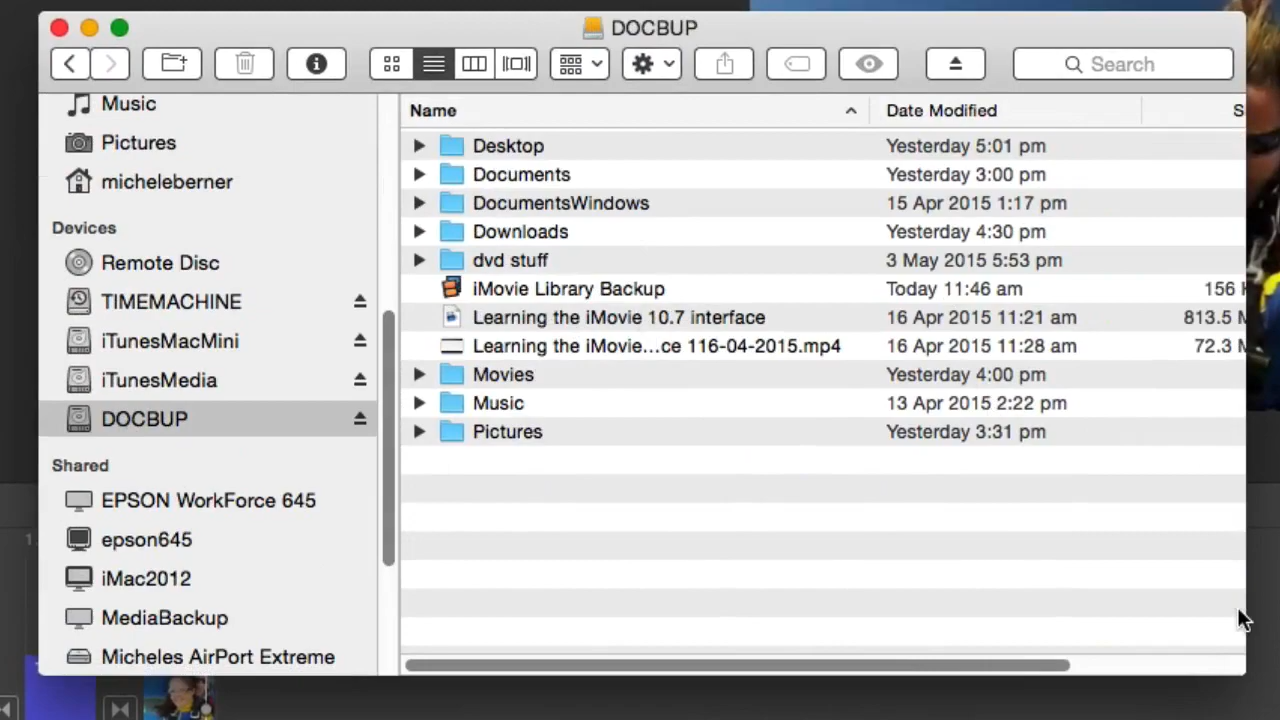 DOCBUP
Search
Music
Pictures
micheleberner
Devices
Remote Disc
TIMEMACHINE
iTunesMacMini
iTunesMedia
DOCBUP
Shared
EPSON WorkForce 645
epson645
iMac2012
MediaBackup
Micheles AirPort Extreme
Name Date Modified S
Desktop Yesterday 5:01 pm
Documents Yesterday 3:00 pm
DocumentsWindows 15 Apr 2015 1:17 pm
Downloads Yesterday 4:30 pm
dvd stuff 3 May 2015 5:53 pm
iMovie Library Backup Today 11:46 am 156 K
Learning the iMovie 10.7 interface 16 Apr 2015 11:21 am 813.5 M
Learning the iMovie...ce 116-04-2015.mp4 16 Apr 2015 11:28 am 72.3 M
Movies Yesterday 4:00 pm
Music 13 Apr 2015 2:22 pm
Pictures Yesterday 3:31 pm